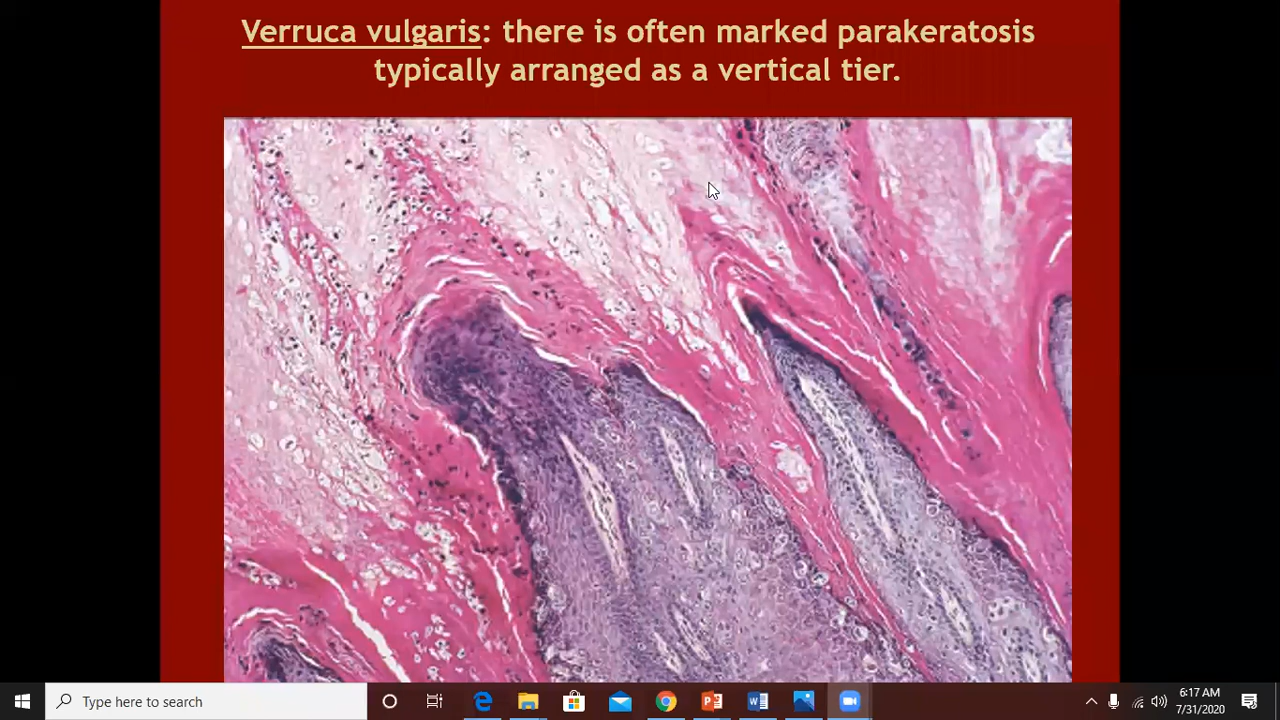 Verruca vulgaris: there is often marked parakeratosis
typically arranged as a vertical tier.
Type here to search
6:17 AM
7/31/2020